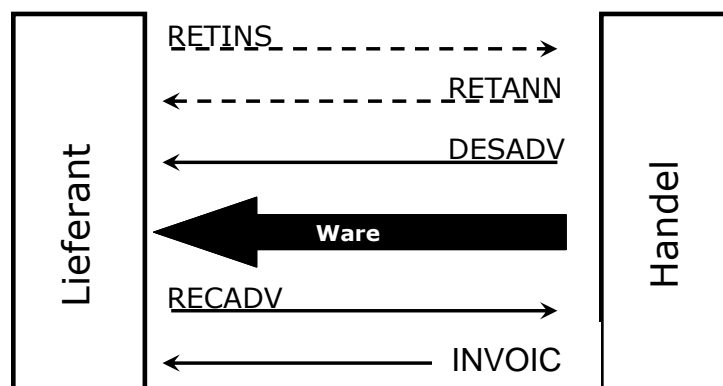 Lieferant
RETINS
RETANN
DESADV
Ware
RECADV
INVOIC
Handel